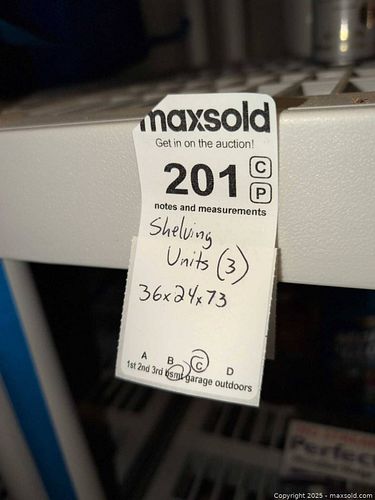 maxsold
Get in on the auction!
201 C
P
notes and measurements
Shelving
Units (3)
36x24x73
A B C D
1st 2nd 3rd bsmt garage outdoors
Perfec
Copyright 2025 - maxsold.com